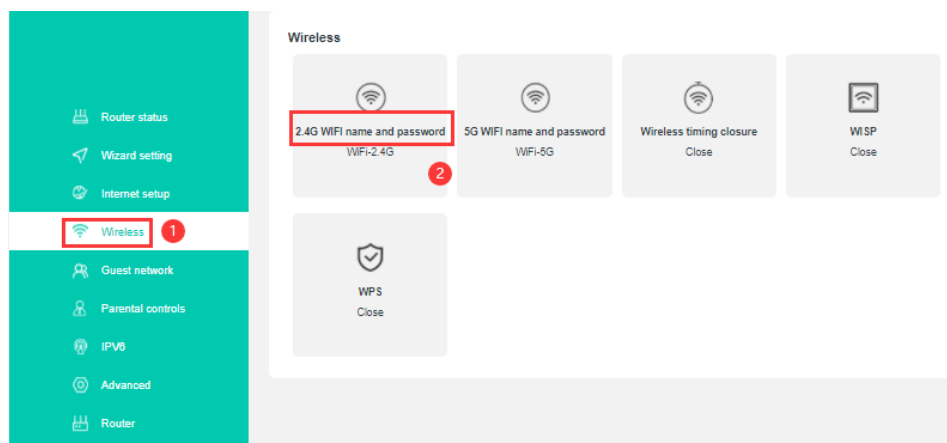 Wireless
Router status
Wizard setting
Internet setup
Wireless
1
Guest network
Parental controls
IPV6
Advanced
Router
2.4G WIFI name and password
WiFi-2.4G
2
5G WIFI name and password
WiFi-5G
Wireless timing closure
Close
WISP
Close
WPS
Close